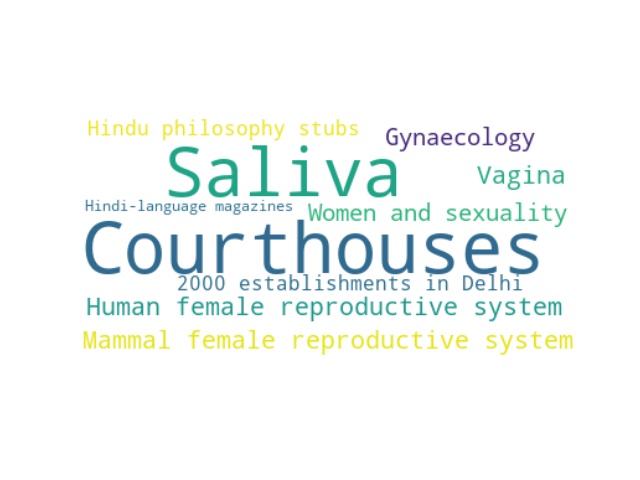 Hindu philosophy stubs
Gynaecology
Saliva
Vagina
Hindi-language magazines
Women and sexuality
Courthouses
2000 establishments in Delhi
Human female reproductive system
Mammal female reproductive system